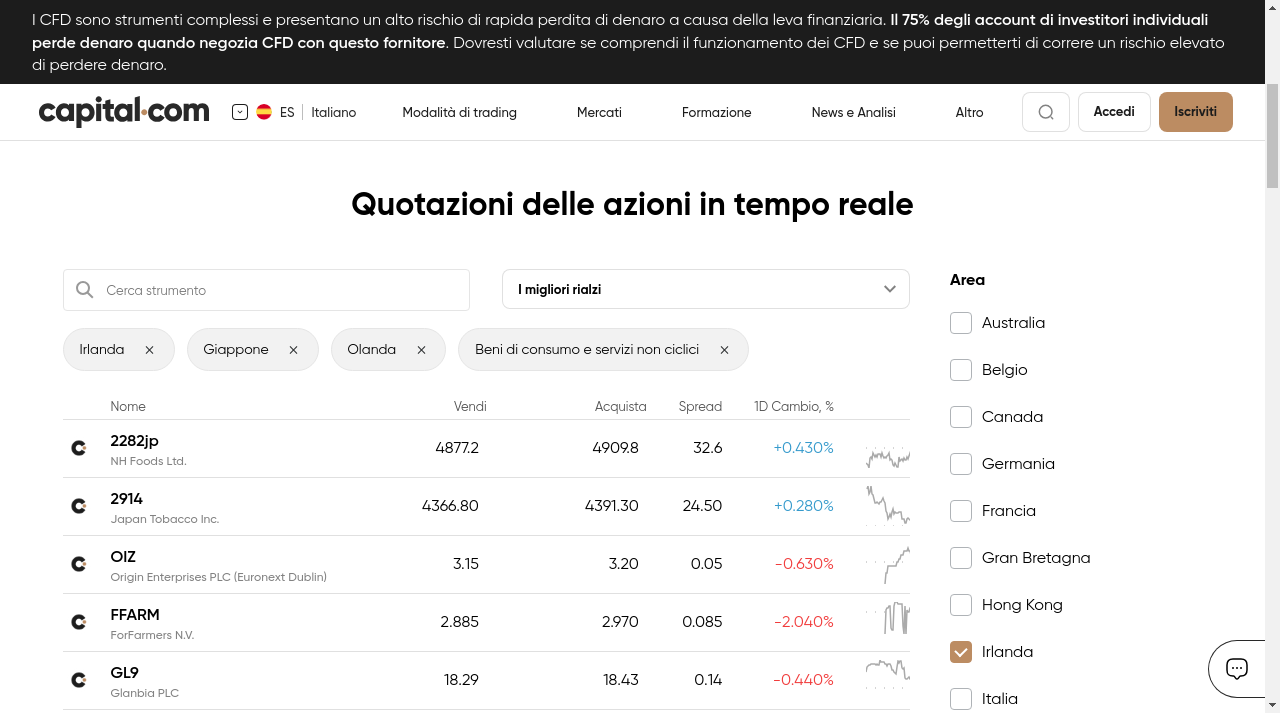 I CFD sono strumenti complessi e presentano un alto rischio di rapida perdita di denaro a causa della leva finanziaria. Il 75% degli account di investitori individuali
perde denaro quando negozia CFD con questo fornitore. Dovresti valutare se comprendi il funzionamento dei CFD e se puoi permetterti di correre un rischio elevato
di perdere denaro.
capital.com ES Italiano Modalità di trading Mercati Formazione News e Analisi Altro Accedi Iscriviti
Quotazioni delle azioni in tempo reale
Cerca strumento
I migliori rialzi
Irlanda
Giappone
Olanda
Beni di consumo e servizi non ciclici
Nome Vendi Acquista Spread 1D Cambio, %
2282jp 4877.2 4909.8 32.6 +0.430%
NH Foods Ltd.
2914 4366.80 4391.30 24.50 +0.280%
Japan Tobacco Inc.
OIZ 3.15 3.20 0.05 -0.630%
Origin Enterprises PLC (Euronext Dublin)
FFARM 2.885 2.970 0.085 -2.040%
ForFarmers N.V.
GL9 18.29 18.43 0.14 -0.440%
Glanbia PLC
Area
Australia
Belgio
Canada
Germania
Francia
Gran Bretagna
Hong Kong
Irlanda
Italia